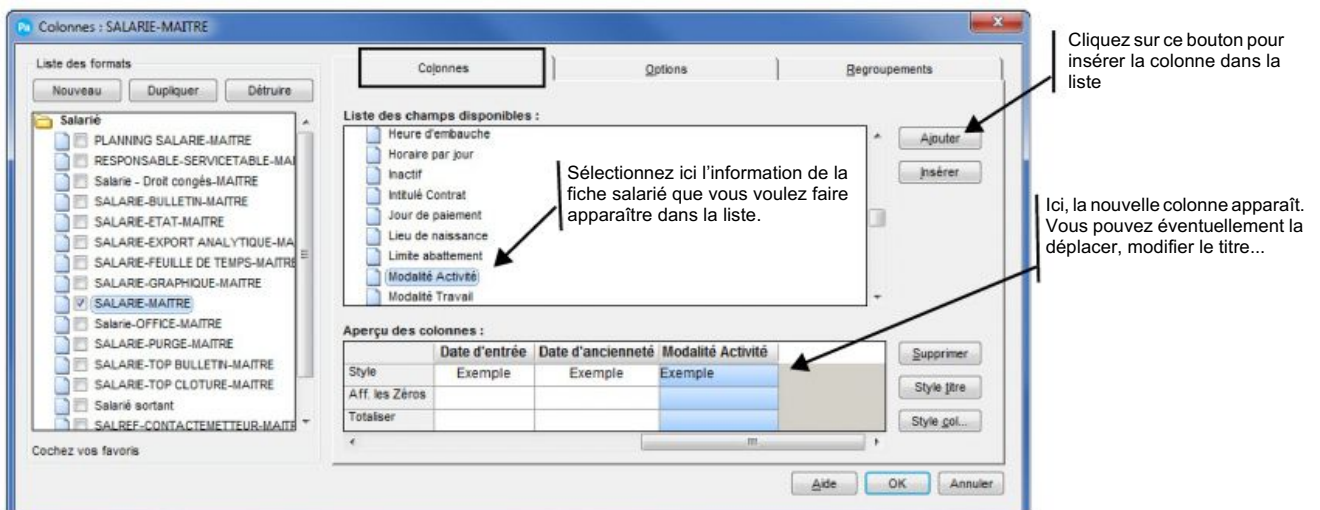 Pa Colonnes : SALARIE-MAITRE
Liste des formats
Nouveau Dupliquer Détruire
Salarié
PLANNING SALARIE-MAITRE
RESPONSABLE-SERVICETABLE-MAI
Salarie - Droit congés-MAITRE
SALARIE-BULLETIN-MAITRE
SALARIE-ETAT-MAITRE
SALARIE-EXPORT ANALYTIQUE-MA
SALARIE-FEUILLE DE TEMPS-MAITRE
SALARIE-GRAPHIQUE-MAITRE
SALARIE-MAITRE
Salarie-OFFICE-MAITRE
SALARIE-PURGE-MAITRE
SALARIE-TOP BULLETIN-MAITRE
SALARIE-TOP CLOTURE-MAITRE
Salarié sortant
SALREF-CONTACTEMETTEUR-MAITR
Cochez vos favoris
Colonnes Options Regroupements
Liste des champs disponibles :
Heure d'embauche
Horaire par jour
Inactif
Intitulé Contrat
Jour de paiement
Lieu de naissance
Limite abattement
Modalité Activité
Modalité Travail
Ajouter
Insérer
Sélectionnez ici l’information de la
fiche salarié que vous voulez faire
apparaître dans la liste.
Aperçu des colonnes :
Date d'entrée Date d'ancienneté Modalité Activité
Style Exemple Exemple Exemple
Aff. les Zéros
Totaliser
Supprimer
Style titre
Style col...
Aide OK Annuler
Cliquez sur ce bouton pour
insérer la colonne dans la
liste
Ici, la nouvelle colonne apparaît.
Vous pouvez éventuellement la
déplacer, modifier le titre...